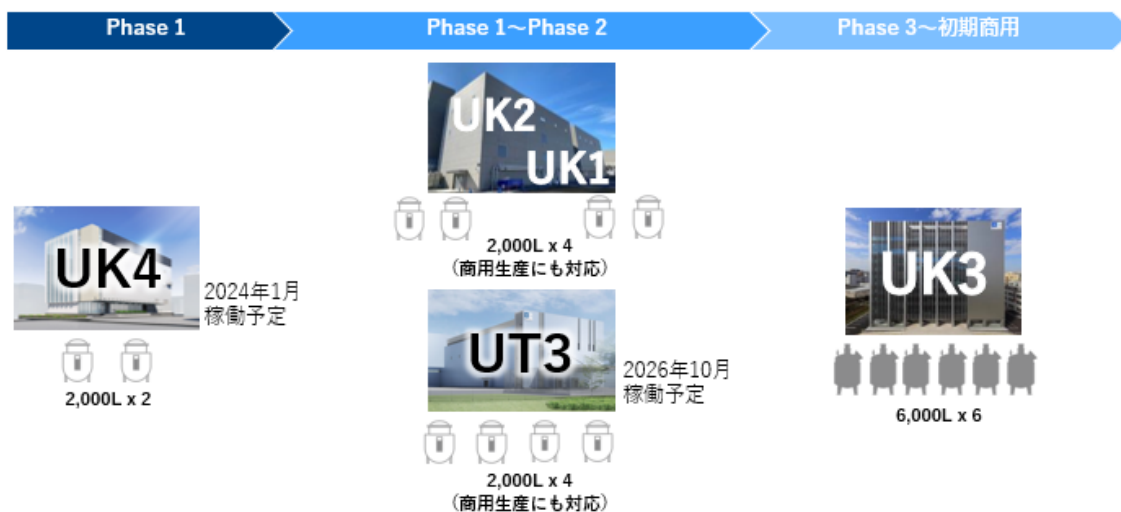 Phase 1
Phase 1～Phase 2
Phase 3～初期商用
UK4
2024年1月
稼働予定
2,000L x 2
UK2
UK1
2,000L x 4
（商用生産にも対応）
UT3
2026年10月
稼働予定
2,000L x 4
（商用生産にも対応）
UK3
6,000L x 6